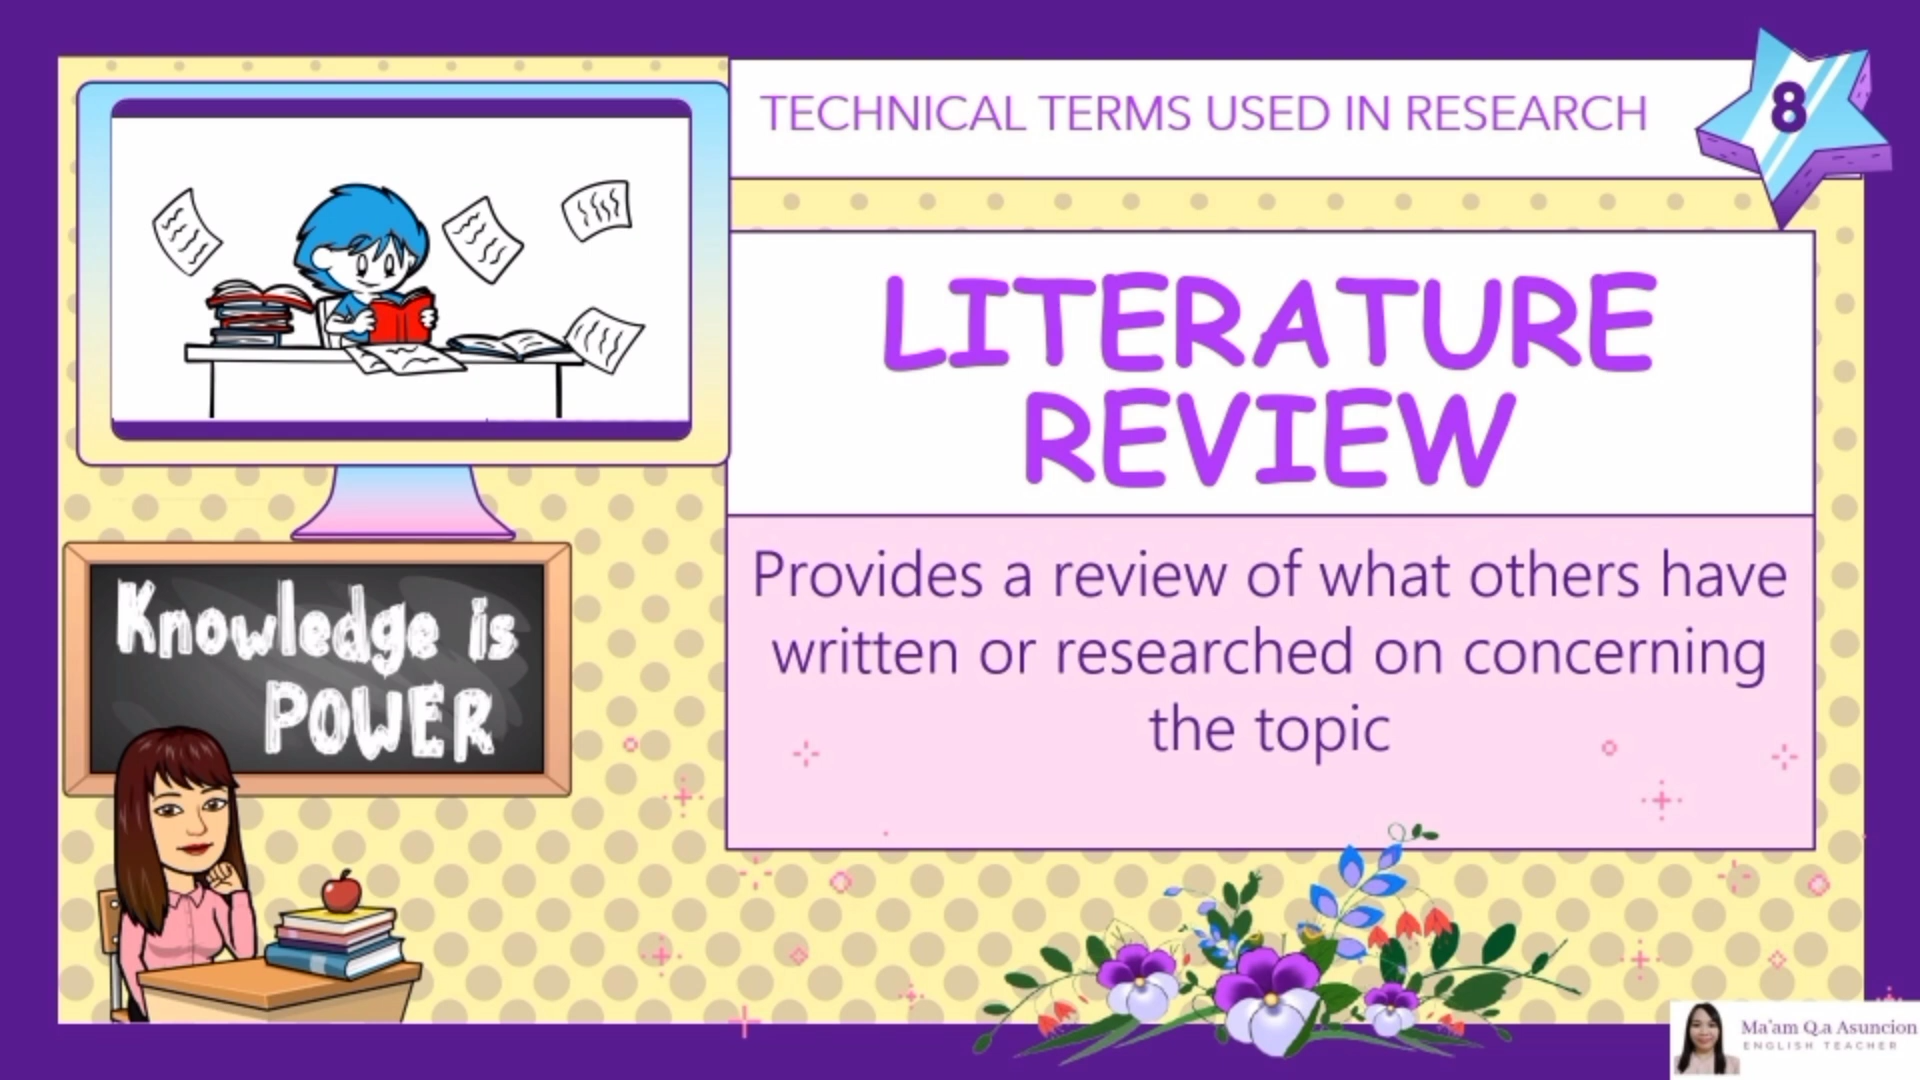 TECHNICAL TERMS USED IN RESEARCH
8
LITERATURE
REVIEW
Provides a review of what others have
written or researched on concerning
the topic
Knowledge is
POWER
Ma'am Q.a Asuncion
ENGLISH TEACHER